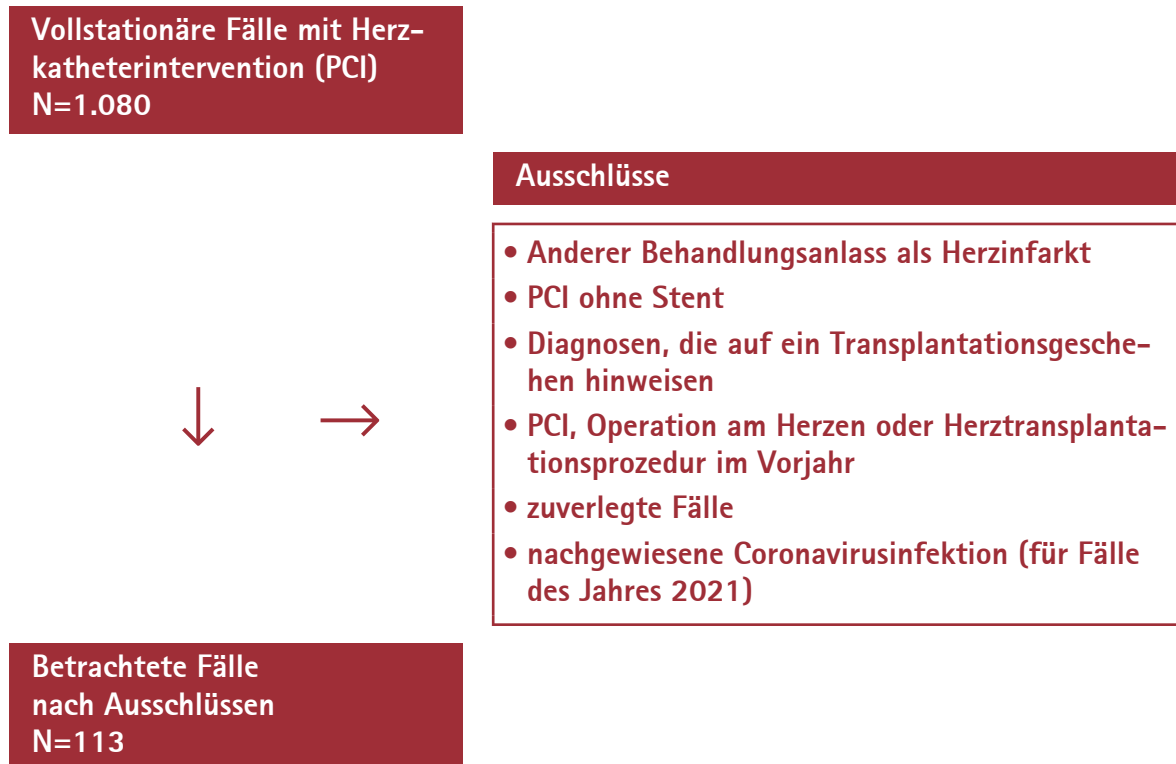 Vollstationäre Fälle mit Herz-
katheterintervention (PCI)
N=1.080
Ausschlüsse
• Anderer Behandlungsanlass als Herzinfarkt
• PCI ohne Stent
• Diagnosen, die auf ein Transplantationsgesche-
hen hinweisen
• PCI, Operation am Herzen oder Herztransplanta-
tionsprozedur im Vorjahr
• zuverlegte Fälle
• nachgewiesene Coronavirusinfektion (für Fälle
des Jahres 2021)
Betrachtete Fälle
nach Ausschlüssen
N=113